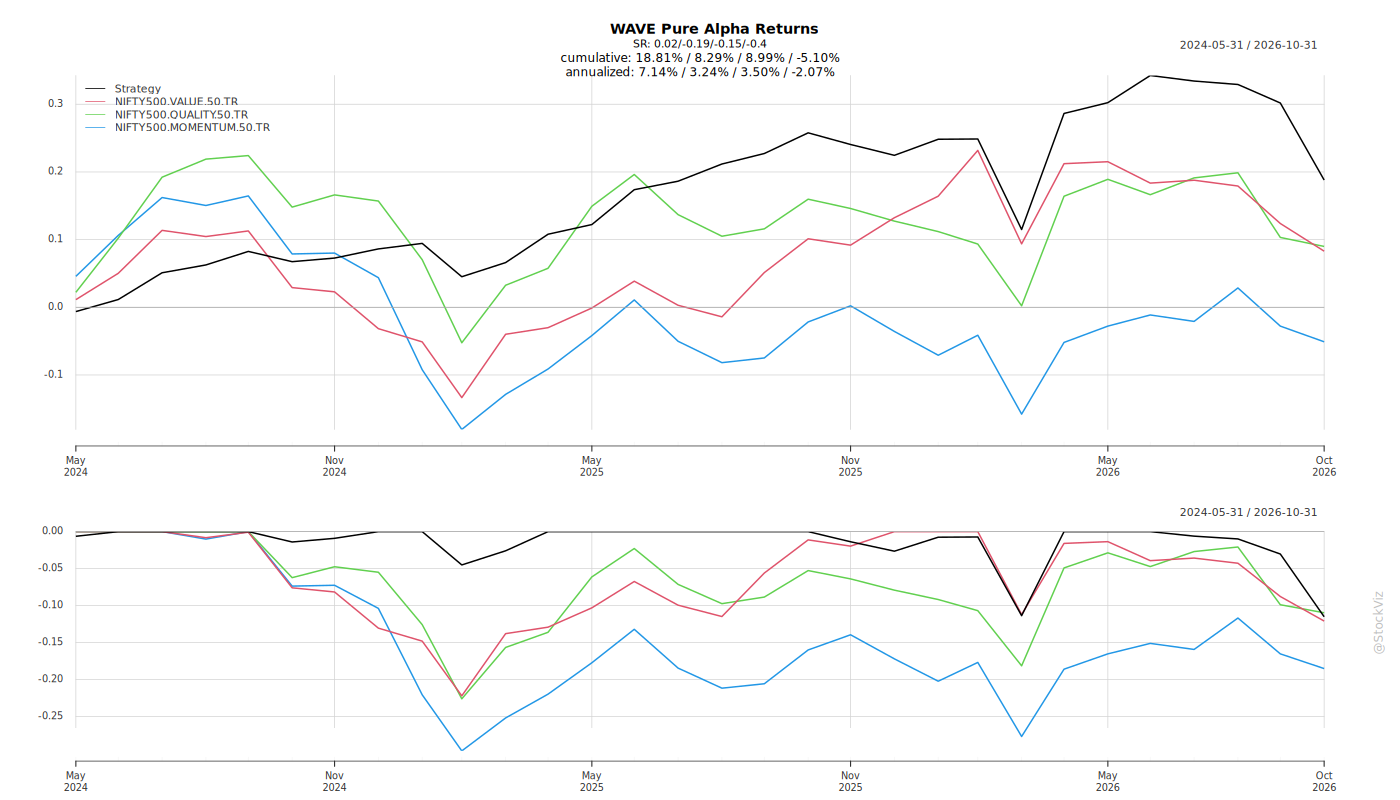 WAVE Pure Alpha Returns
SR: 0.02/-0.19/-0.15/-0.4
cumulative: 18.81% / 8.29% / 8.99% / -5.10%
annualized: 7.14% / 3.24% / 3.50% / -2.07%
2024-05-31 / 2026-10-31
Strategy
NIFTY500.VALUE.50.TR
NIFTY500.QUALITY.50.TR
NIFTY500.MOMENTUM.50.TR
0.3
0.2
0.1
0.0
-0.1
May Nov May Nov May Oct
2024 2024 2025 2025 2026 2026
2024-05-31 / 2026-10-31
0.00
-0.05
-0.10
-0.15
-0.20
-0.25
May Nov May Nov May Oct
2024 2024 2025 2025 2026 2026
@StockViz